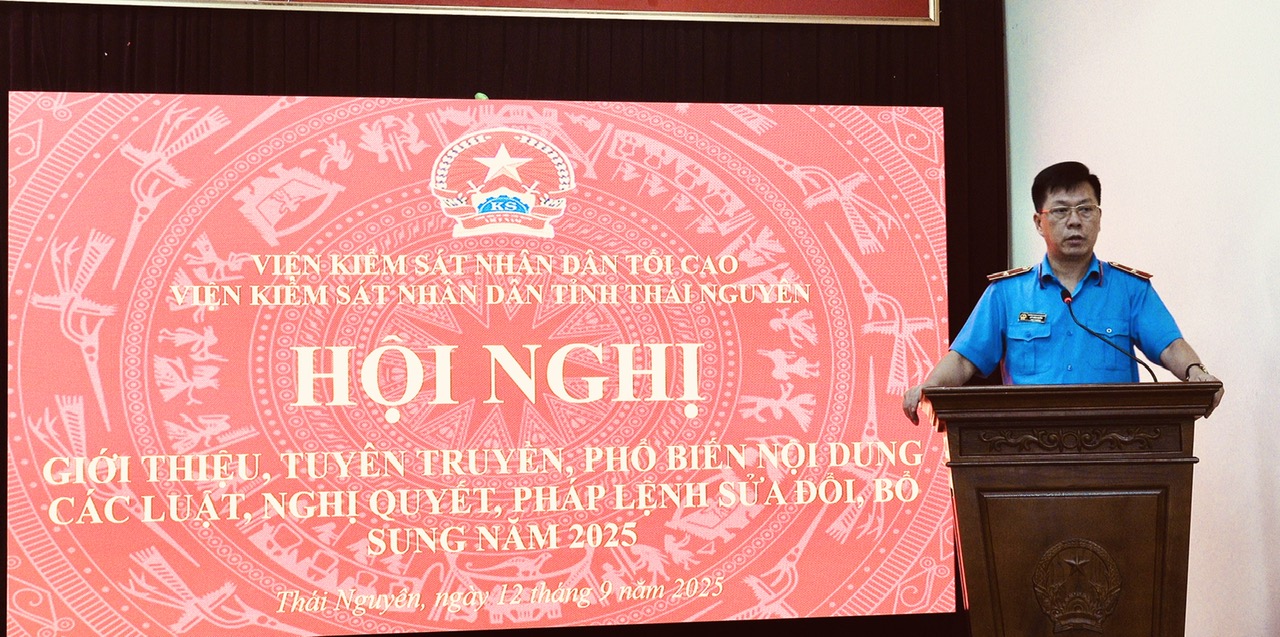 KS
VIỆN KIỂM SÁT NHÂN DÂN TỐI CAO
VIỆN KIỂM SÁT NHÂN DÂN TỈNH THÁI NGUYÊN
HỘI NGHỊ
GIỚI THIỆU, TUYÊN TRUYỀN, PHỔ BIẾN NỘI DUNG
CÁC LUẬT, NGHỊ QUYẾT, PHÁP LỆNH SỬA ĐỔI, BỔ
SUNG NĂM 2025
Thái Nguyên, ngày 12 tháng 9 năm 2025